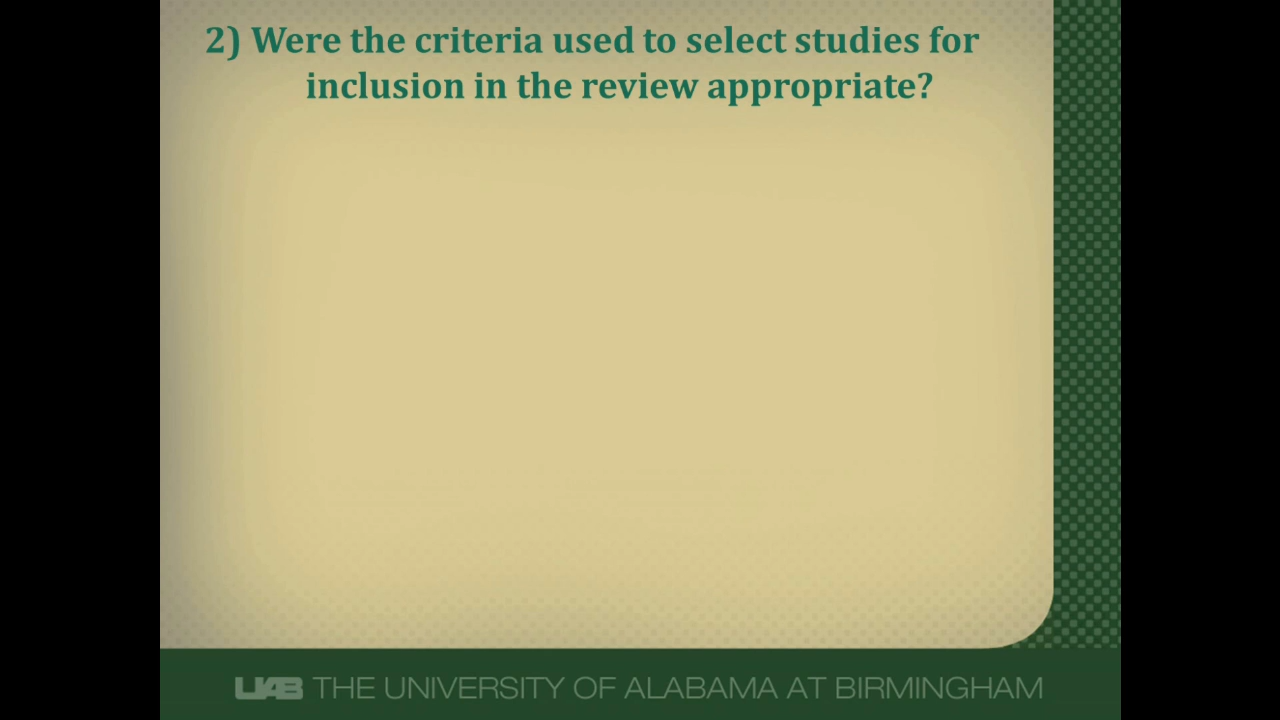 2) Were the criteria used to select studies for
inclusion in the review appropriate?
UAB THE UNIVERSITY OF ALABAMA AT BIRMINGHAM